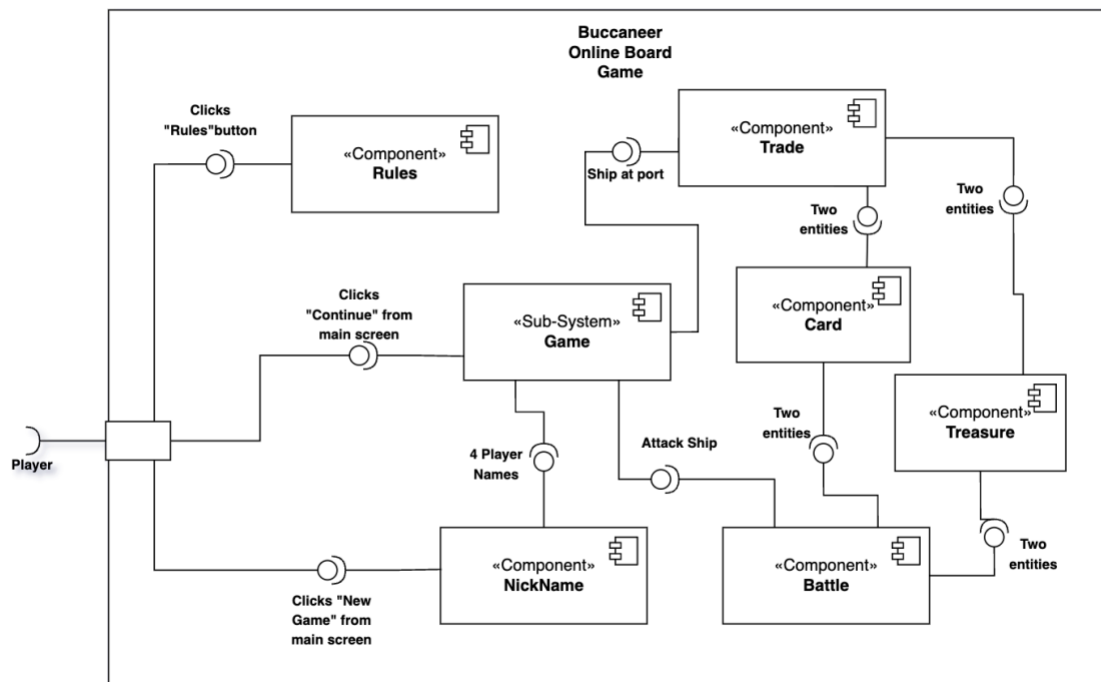 Buccaneer
Online Board
Game
Clicks
"Rules"button
«Component»
Rules
Ship at port
«Component»
Trade
Two
entities
Two
entities
Clicks
"Continue" from
main screen
«Sub-System»
Game
«Component»
Card
«Component»
Treasure
Player
4 Player
Names
Attack Ship
Two
entities
Clicks "New
Game" from
main screen
«Component»
NickName
«Component»
Battle
Two
entities